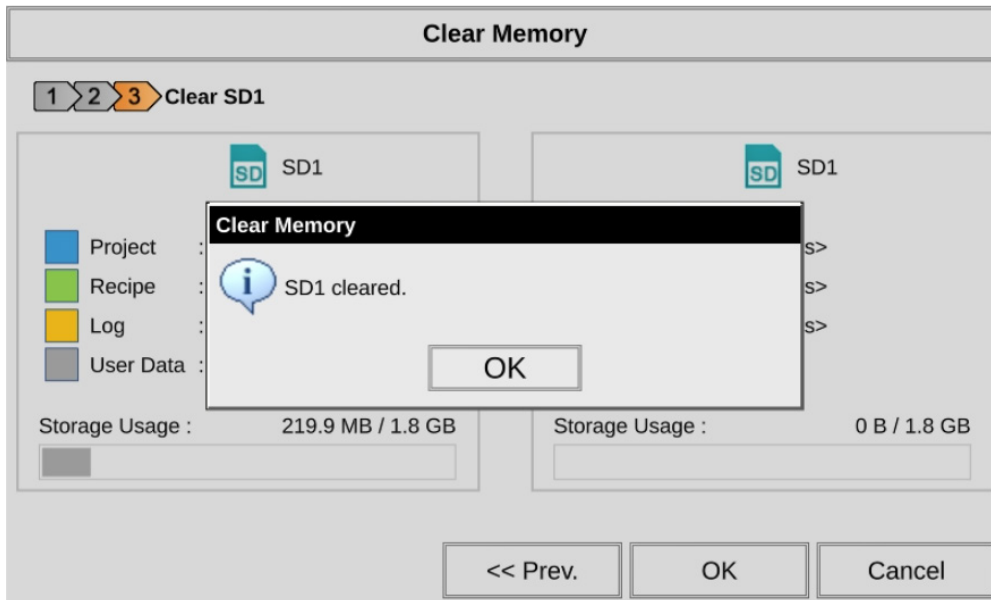 Clear Memory
1 2 3 Clear SD1
SD SD1
SD SD1
Clear Memory
SD1 cleared.
OK
Project :
Recipe :
Log :
User Data :
s>
s>
s>
Storage Usage : 219.9 MB / 1.8 GB
Storage Usage : 0 B / 1.8 GB
<< Prev. OK Cancel